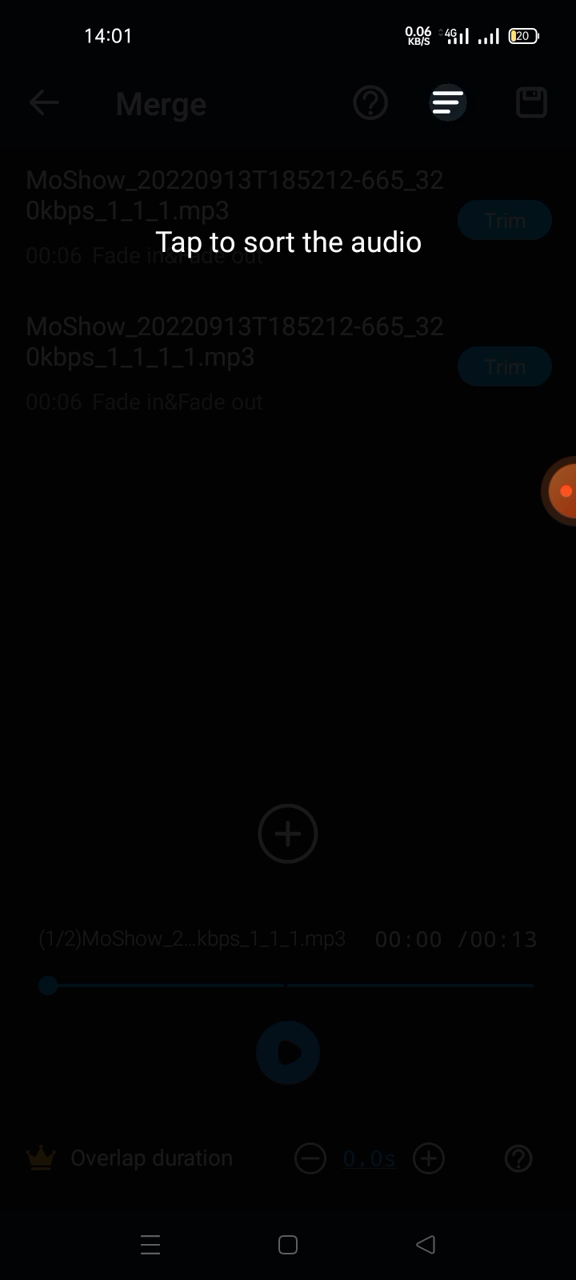 14:01
0.06
KB/S
4G
20
Merge
MoShow_20220913T185212-665_32
0kbps_1_1_1.mp3
Trim
Tap to sort the audio
00:06 Fade in&Fade out
MoShow_20220913T185212-665_32
0kbps_1_1_1_1.mp3
Trim
00:06 Fade in&Fade out
(1/2)MoShow_2...kbps_1_1_1.mp3
00:00 /00:13
Overlap duration
0.0s